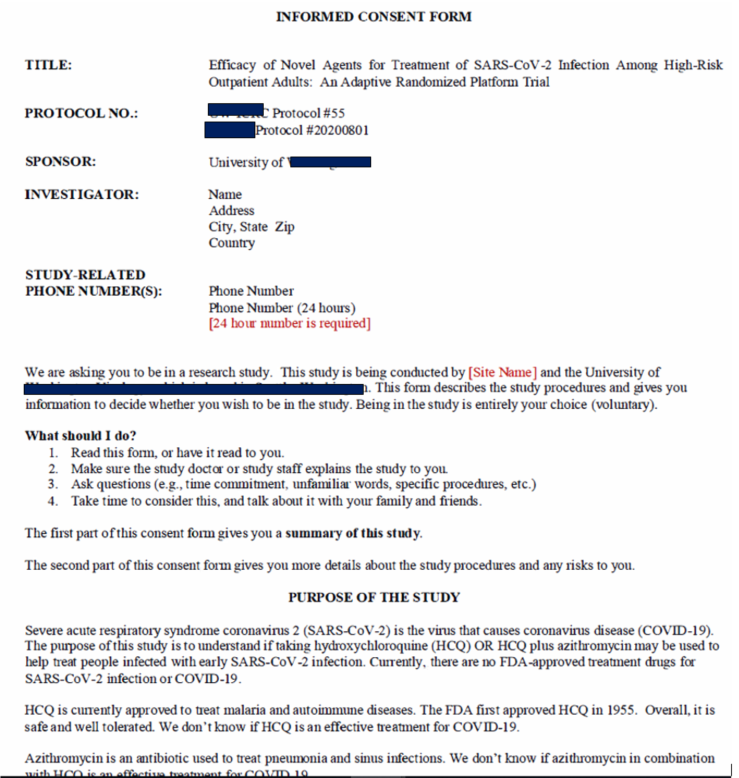 INFORMED CONSENT FORM
TITLE: Efficacy of Novel Agents for Treatment of SARS-CoV-2 Infection Among High-Risk
Outpatient Adults: An Adaptive Randomized Platform Trial
PROTOCOL NO.: Protocol #55
Protocol #20200801
SPONSOR: University of
INVESTIGATOR: Name
Address
City, State Zip
Country
STUDY-RELATED
PHONE NUMBER(S): Phone Number
Phone Number (24 hours)
[24 hour number is required]
We are asking you to be in a research study. This study is being conducted by [Site Name] and the University of
. This form describes the study procedures and gives you
information to decide whether you wish to be in the study. Being in the study is entirely your choice (voluntary).
What should I do?
1. Read this form, or have it read to you.
2. Make sure the study doctor or study staff explains the study to you.
3. Ask questions (e.g., time commitment, unfamiliar words, specific procedures, etc.)
4. Take time to consider this, and talk about it with your family and friends.
The first part of this consent form gives you a summary of this study.
The second part of this consent form gives you more details about the study procedures and any risks to you.
PURPOSE OF THE STUDY
Severe acute respiratory syndrome coronavirus 2 (SARS-CoV-2) is the virus that causes coronavirus disease (COVID-19).
The purpose of this study is to understand if taking hydroxychloroquine (HCQ) OR HCQ plus azithromycin may be used to
help treat people infected with early SARS-CoV-2 infection. Currently, there are no FDA-approved treatment drugs for
SARS-CoV-2 infection or COVID-19.
HCQ is currently approved to treat malaria and autoimmune diseases. The FDA first approved HCQ in 1955. Overall, it is
safe and well tolerated. We don't know if HCQ is an effective treatment for COVID-19.
Azithromycin is an antibiotic used to treat pneumonia and sinus infections. We don't know if azithromycin in combination
with HCQ is an effective treatment for COVID-19.